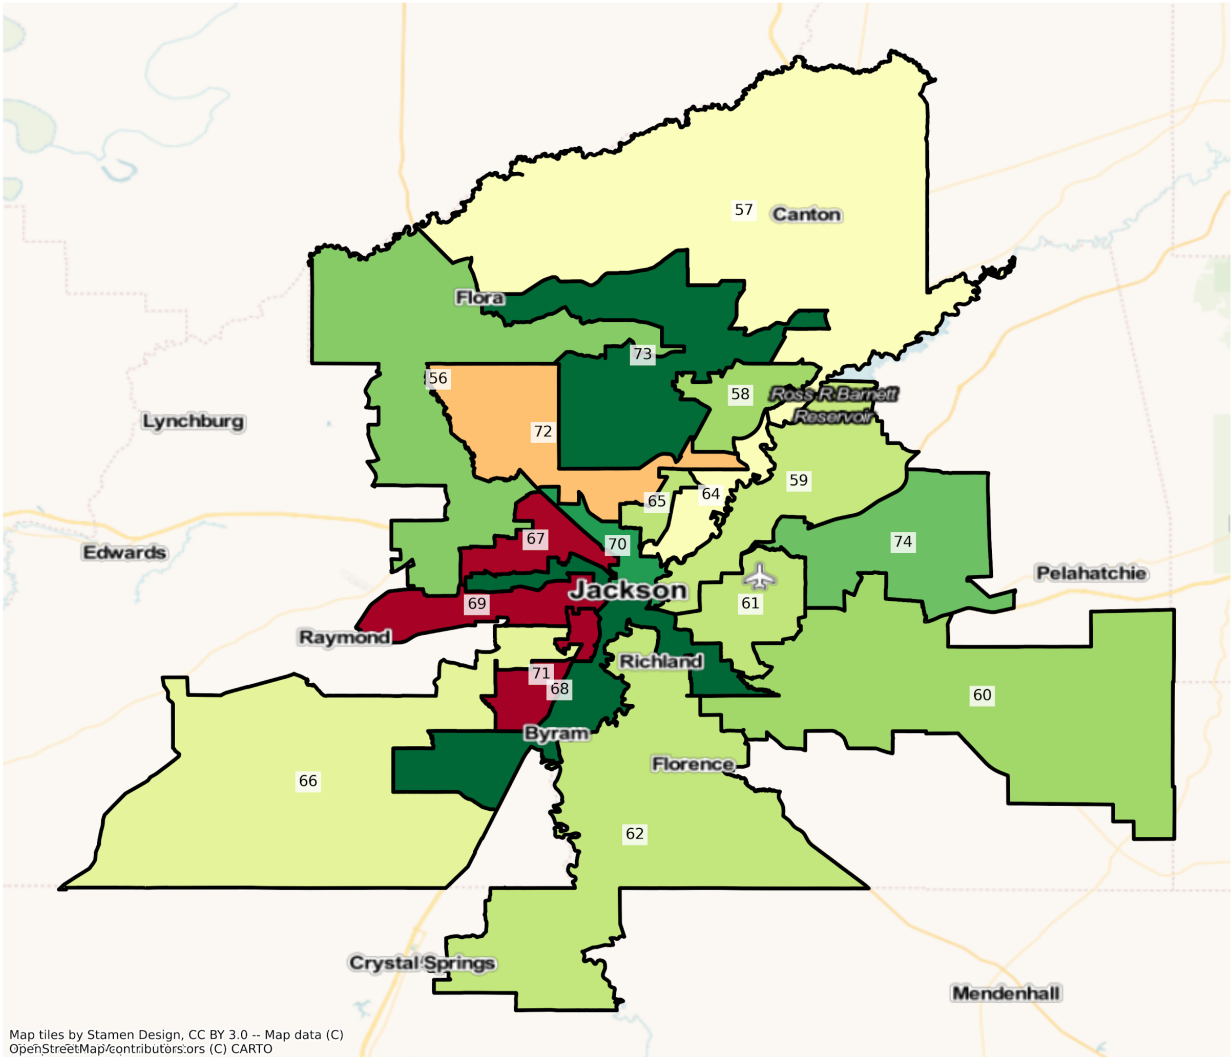 57
Canton
Flora
73
56
58
Ross R Barnett
Reservoir
Lynchburg
72
59
65
64
67
70
74
Edwards
Pelahatchie
Jackson
69
61
Raymond
Richland
71
68
60
Byram
Florence
66
62
Crystal Springs
Mendenhall
Map tiles by Stamen Design, CC BY 3.0 -- Map data (C)
OpenStreetMap contributors (C) CARTO